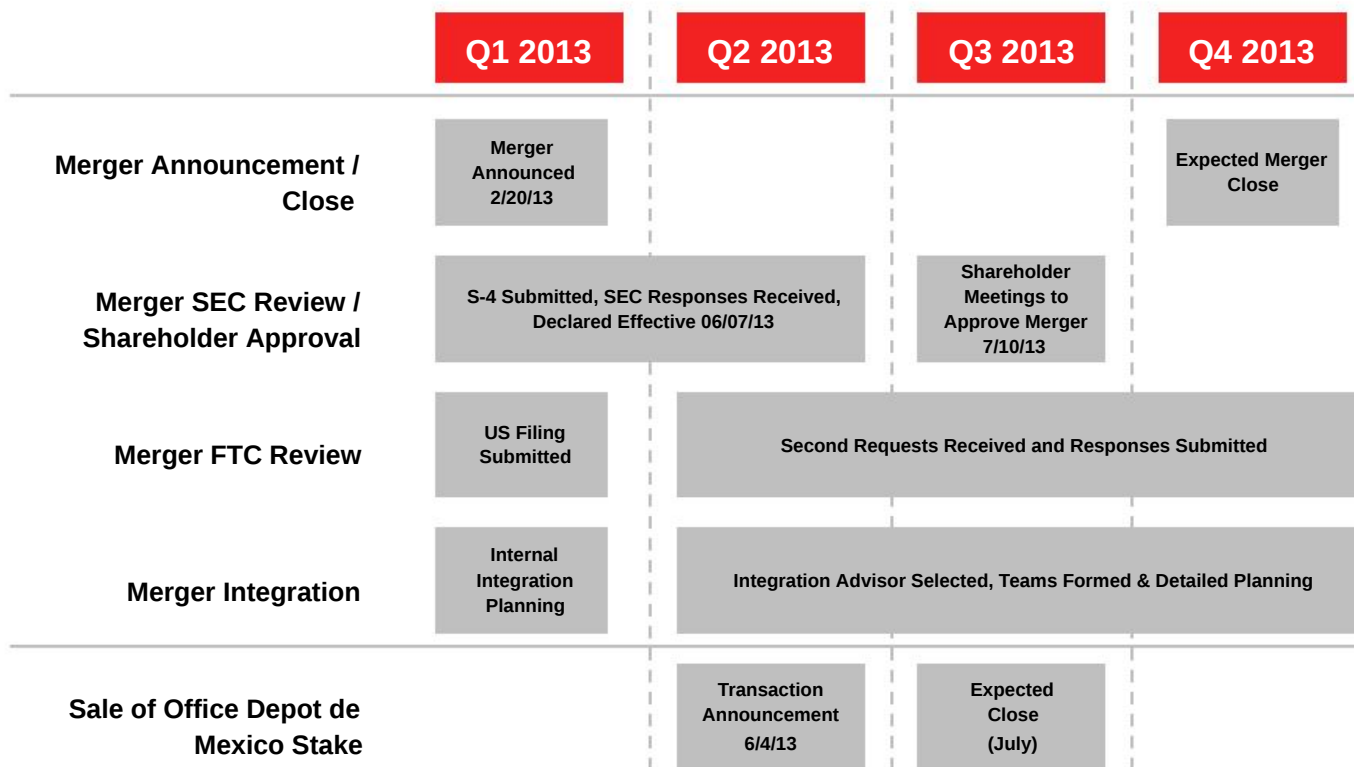 Q1 2013
Q2 2013
Q3 2013
Q4 2013
Merger Announcement /
Close
Merger
Announced
2/20/13
Expected Merger
Close
Merger SEC Review /
Shareholder Approval
S-4 Submitted, SEC Responses Received,
Declared Effective 06/07/13
Shareholder
Meetings to
Approve Merger
7/10/13
Merger FTC Review
US Filing
Submitted
Second Requests Received and Responses Submitted
Merger Integration
Internal
Integration
Planning
Integration Advisor Selected, Teams Formed & Detailed Planning
Sale of Office Depot de
Mexico Stake
Transaction
Announcement
6/4/13
Expected
Close
(July)